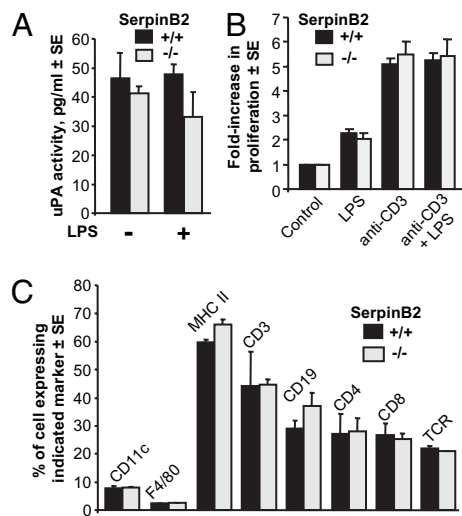 A
SerpinB2
+/+
-/-
uPA activity, pg/ml ± SE
60
50
40
30
20
10
0
LPS - +
B
SerpinB2
+/+
-/-
Fold-increase in
proliferation ± SE
7
6
5
4
3
2
1
0
Control
LPS
anti-CD3
anti-CD3
+ LPS
C
SerpinB2
+/+
-/-
% of cell expressing
indicated marker ± SE
80
70
60
50
40
30
20
10
0
CD11c
F4/80
MHC II
CD3
CD19
CD4
CD8
TCR